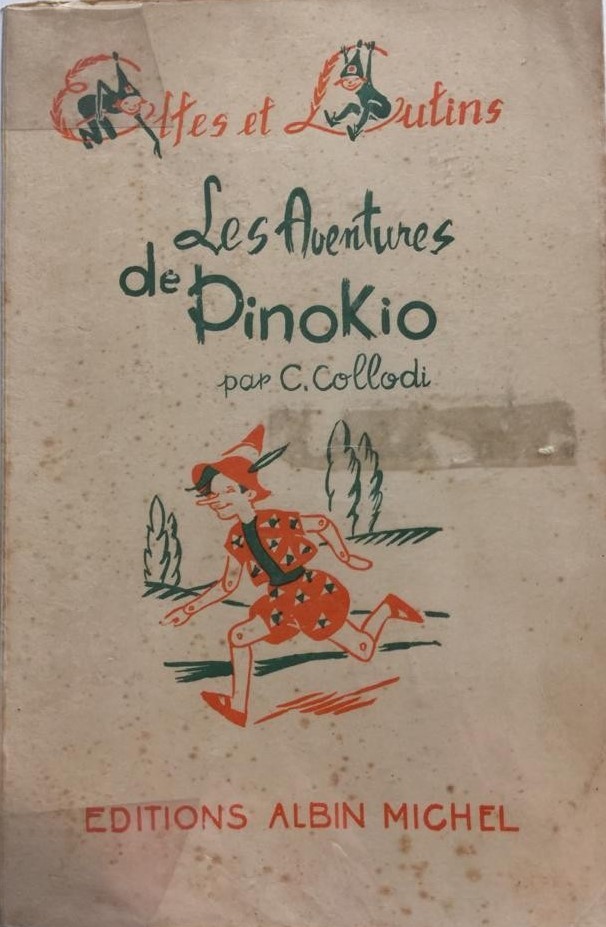 Elfes et Lutins
Les Aventures
de Pinokio
par C. Collodi
EDITIONS ALBIN MICHEL